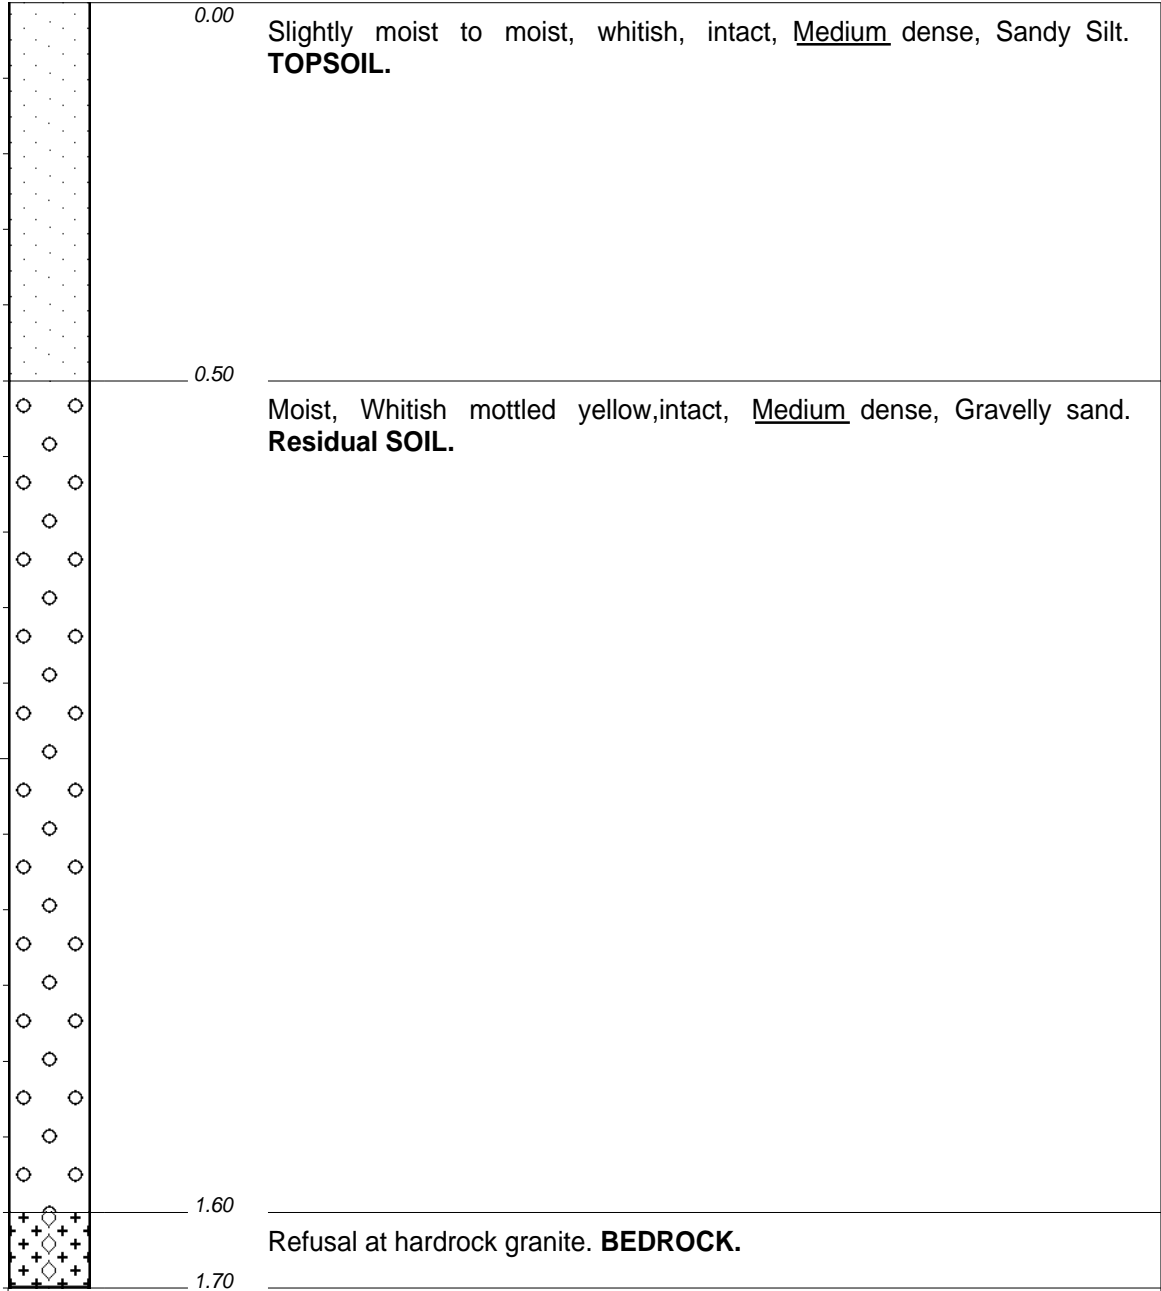 0.00
Slightly moist to moist, whitish, intact, Medium dense, Sandy Silt.
TOPSOIL.
0.50
Moist, Whitish mottled yellow,intact, Medium dense, Gravelly sand.
Residual SOIL.
1.60
Refusal at hardrock granite. BEDROCK.
1.70